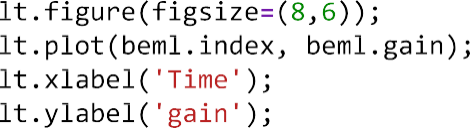 lt.figure(figsize=(8,6));
lt.plot(beml.index, beml.gain);
lt.xlabel('Time');
lt.ylabel('gain');